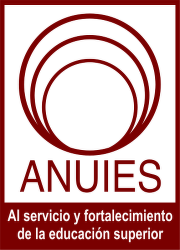 ANUIES
Al servicio y fortalecimiento
de la educación superior